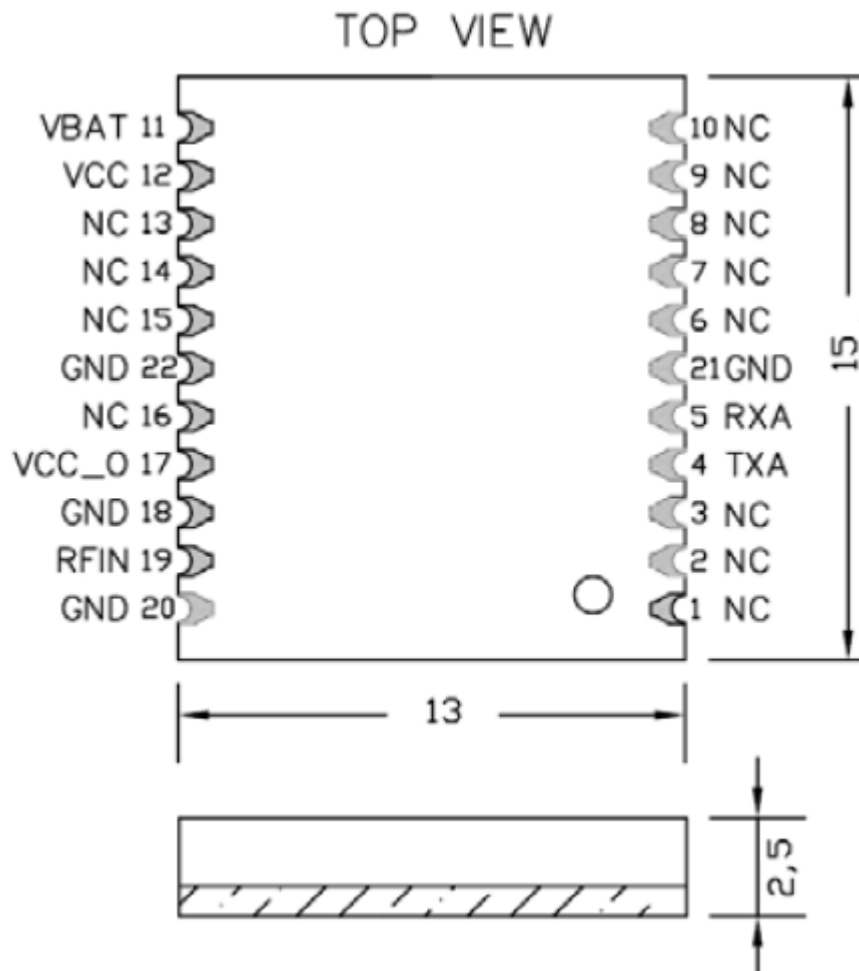 TOP VIEW
VBAT 11 10 NC
VCC 12 9 NC
NC 13 8 NC
NC 14 7 NC
NC 15 6 NC
GND 22 21 GND
NC 16 5 RXA
VCC_O 17 4 TXA
GND 18 3 NC
RFIN 19 2 NC
GND 20 1 NC
15
13
2,5